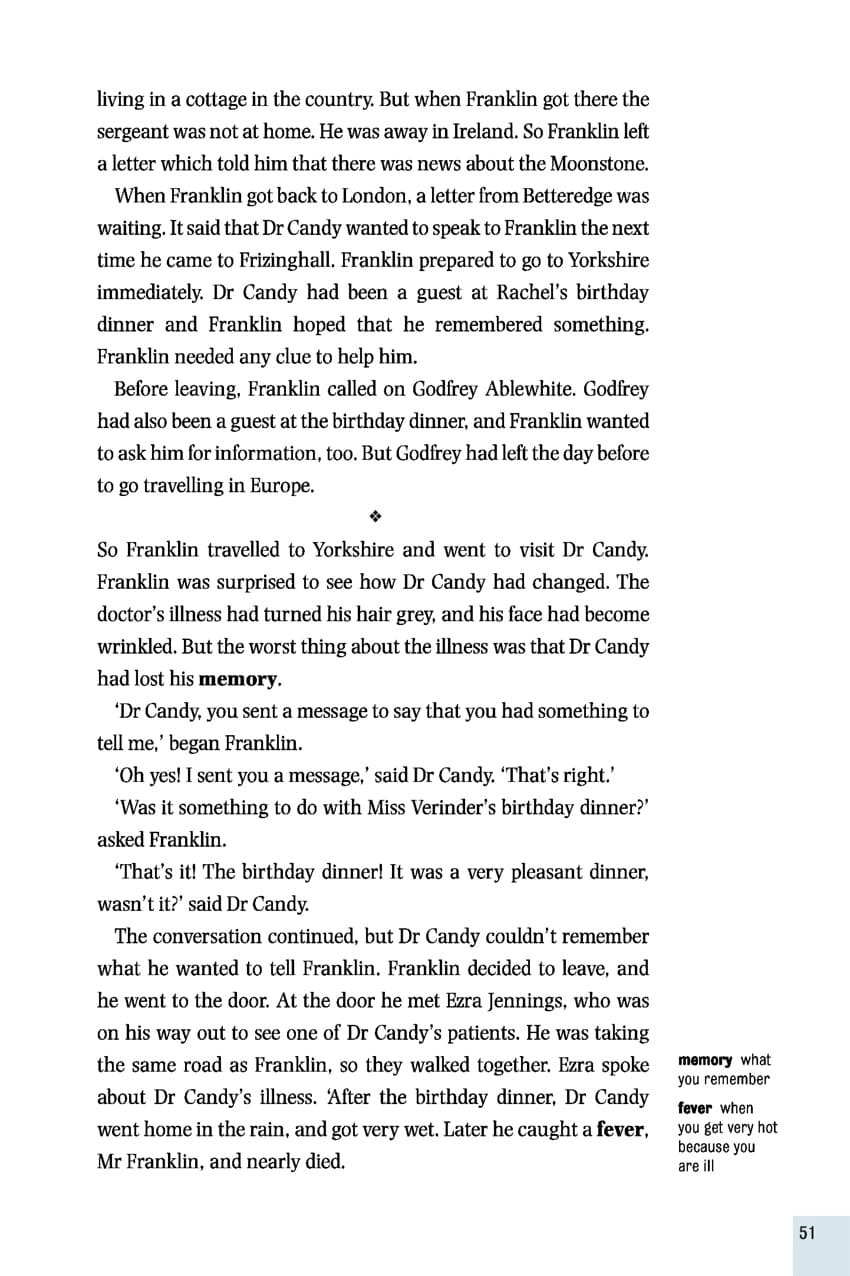 living in a cottage in the country. But when Franklin got there the
sergeant was not at home. He was away in Ireland. So Franklin left
a letter which told him that there was news about the Moonstone.
When Franklin got back to London, a letter from Betteredge was
waiting. It said that Dr Candy wanted to speak to Franklin the next
time he came to Frizinghall. Franklin prepared to go to Yorkshire
immediately. Dr Candy had been a guest at Rachel’s birthday
dinner and Franklin hoped that he remembered something.
Franklin needed any clue to help him.
Before leaving, Franklin called on Godfrey Ablewhite. Godfrey
had also been a guest at the birthday dinner, and Franklin wanted
to ask him for information, too. But Godfrey had left the day before
to go travelling in Europe.
❖
So Franklin travelled to Yorkshire and went to visit Dr Candy.
Franklin was surprised to see how Dr Candy had changed. The
doctor’s illness had turned his hair grey, and his face had become
wrinkled. But the worst thing about the illness was that Dr Candy
had lost his memory.
‘Dr Candy, you sent a message to say that you had something to
tell me,’ began Franklin.
‘Oh yes! I sent you a message,’ said Dr Candy. ‘That’s right.’
‘Was it something to do with Miss Verinder’s birthday dinner?’
asked Franklin.
‘That’s it! The birthday dinner! It was a very pleasant dinner,
wasn’t it?’ said Dr Candy.
The conversation continued, but Dr Candy couldn’t remember
what he wanted to tell Franklin. Franklin decided to leave, and
he went to the door. At the door he met Ezra Jennings, who was
on his way out to see one of Dr Candy’s patients. He was taking
the same road as Franklin, so they walked together. Ezra spoke
about Dr Candy’s illness. ‘After the birthday dinner, Dr Candy
went home in the rain, and got very wet. Later he caught a fever,
Mr Franklin, and nearly died.
memory what
you remember
fever when
you get very hot
because you
are ill
51